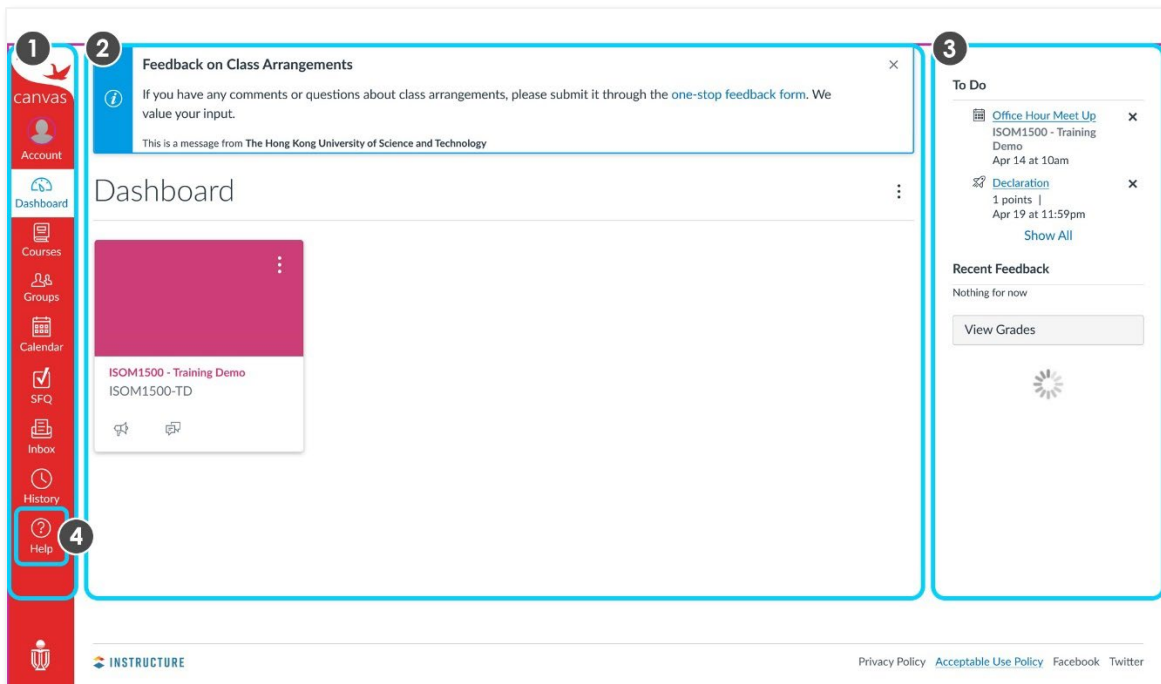 1
2
3
4
canvas
Account
Dashboard
Courses
Groups
Calendar
SFQ
Inbox
History
Help
Feedback on Class Arrangements
If you have any comments or questions about class arrangements, please submit it through the one-stop feedback form. We
value your input.
This is a message from The Hong Kong University of Science and Technology
Dashboard
ISOM1500 - Training Demo
ISOM1500-TD
To Do
Office Hour Meet Up
ISOM1500 - Training
Demo
Apr 14 at 10am
Declaration
1 points |
Apr 19 at 11:59pm
Show All
Recent Feedback
Nothing for now
View Grades
INSTRUCTURE
Privacy Policy Acceptable Use Policy Facebook Twitter